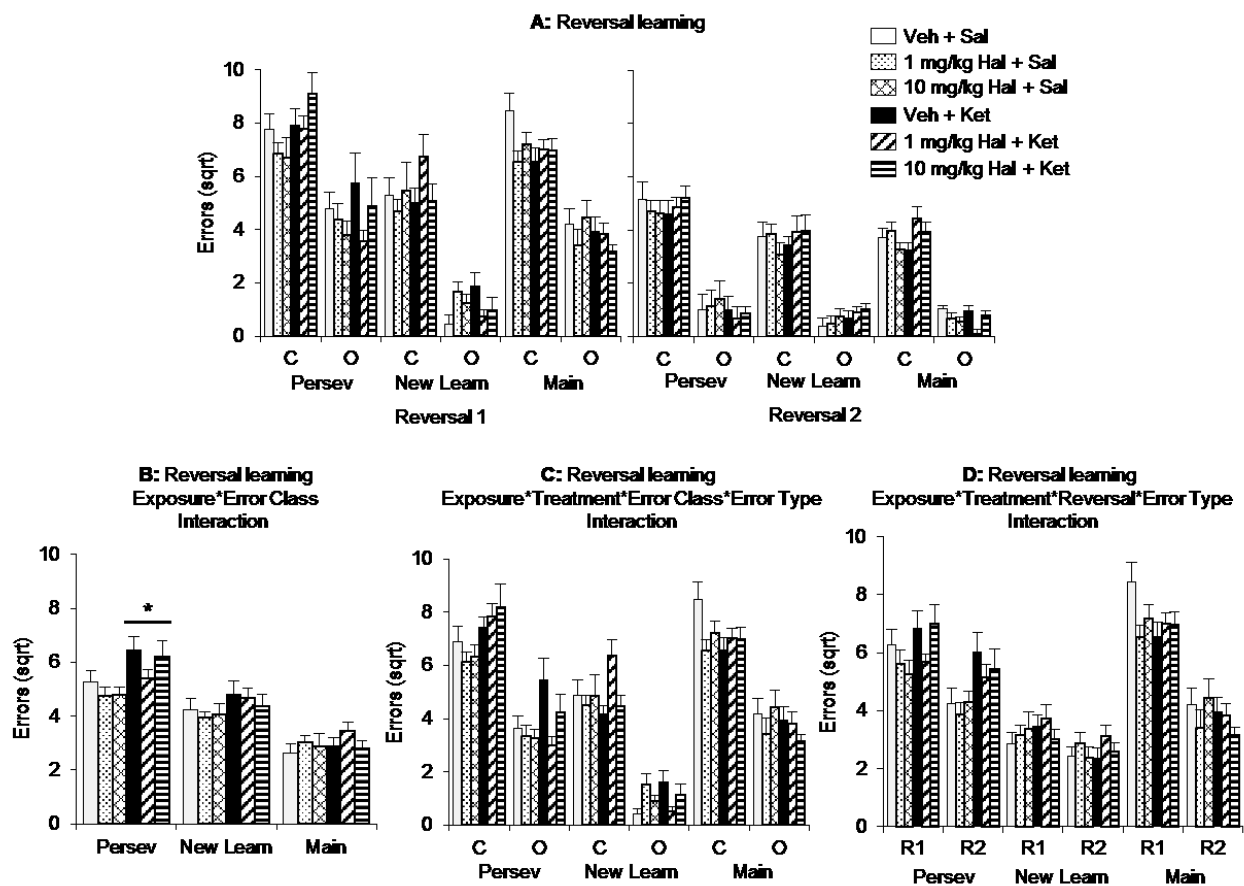 A: Reversal learning
Veh + Sal
1 mg/kg Hal + Sal
10 mg/kg Hal + Sal
Veh + Ket
1 mg/kg Hal + Ket
10 mg/kg Hal + Ket
Errors (sqrt)
10
8
6
4
2
0
C O C O C O C O C O C O
Persev New Learn Main Persev New Learn Main
Reversal 1 Reversal 2
B: Reversal learning
Exposure*Error Class
Interaction
Errors (sqrt)
10
8
6
4
2
0
*
Persev New Learn Main
C: Reversal learning
Exposure*Treatment*Error Class*Error Type
Interaction
Errors (sqrt)
10
8
6
4
2
0
C O C O C O
Persev New Learn Main
D: Reversal learning
Exposure*Treatment*Reversal*Error Type
Interaction
Errors (sqrt)
10
8
6
4
2
0
R1 R2 R1 R2 R1 R2
Persev New Learn Main